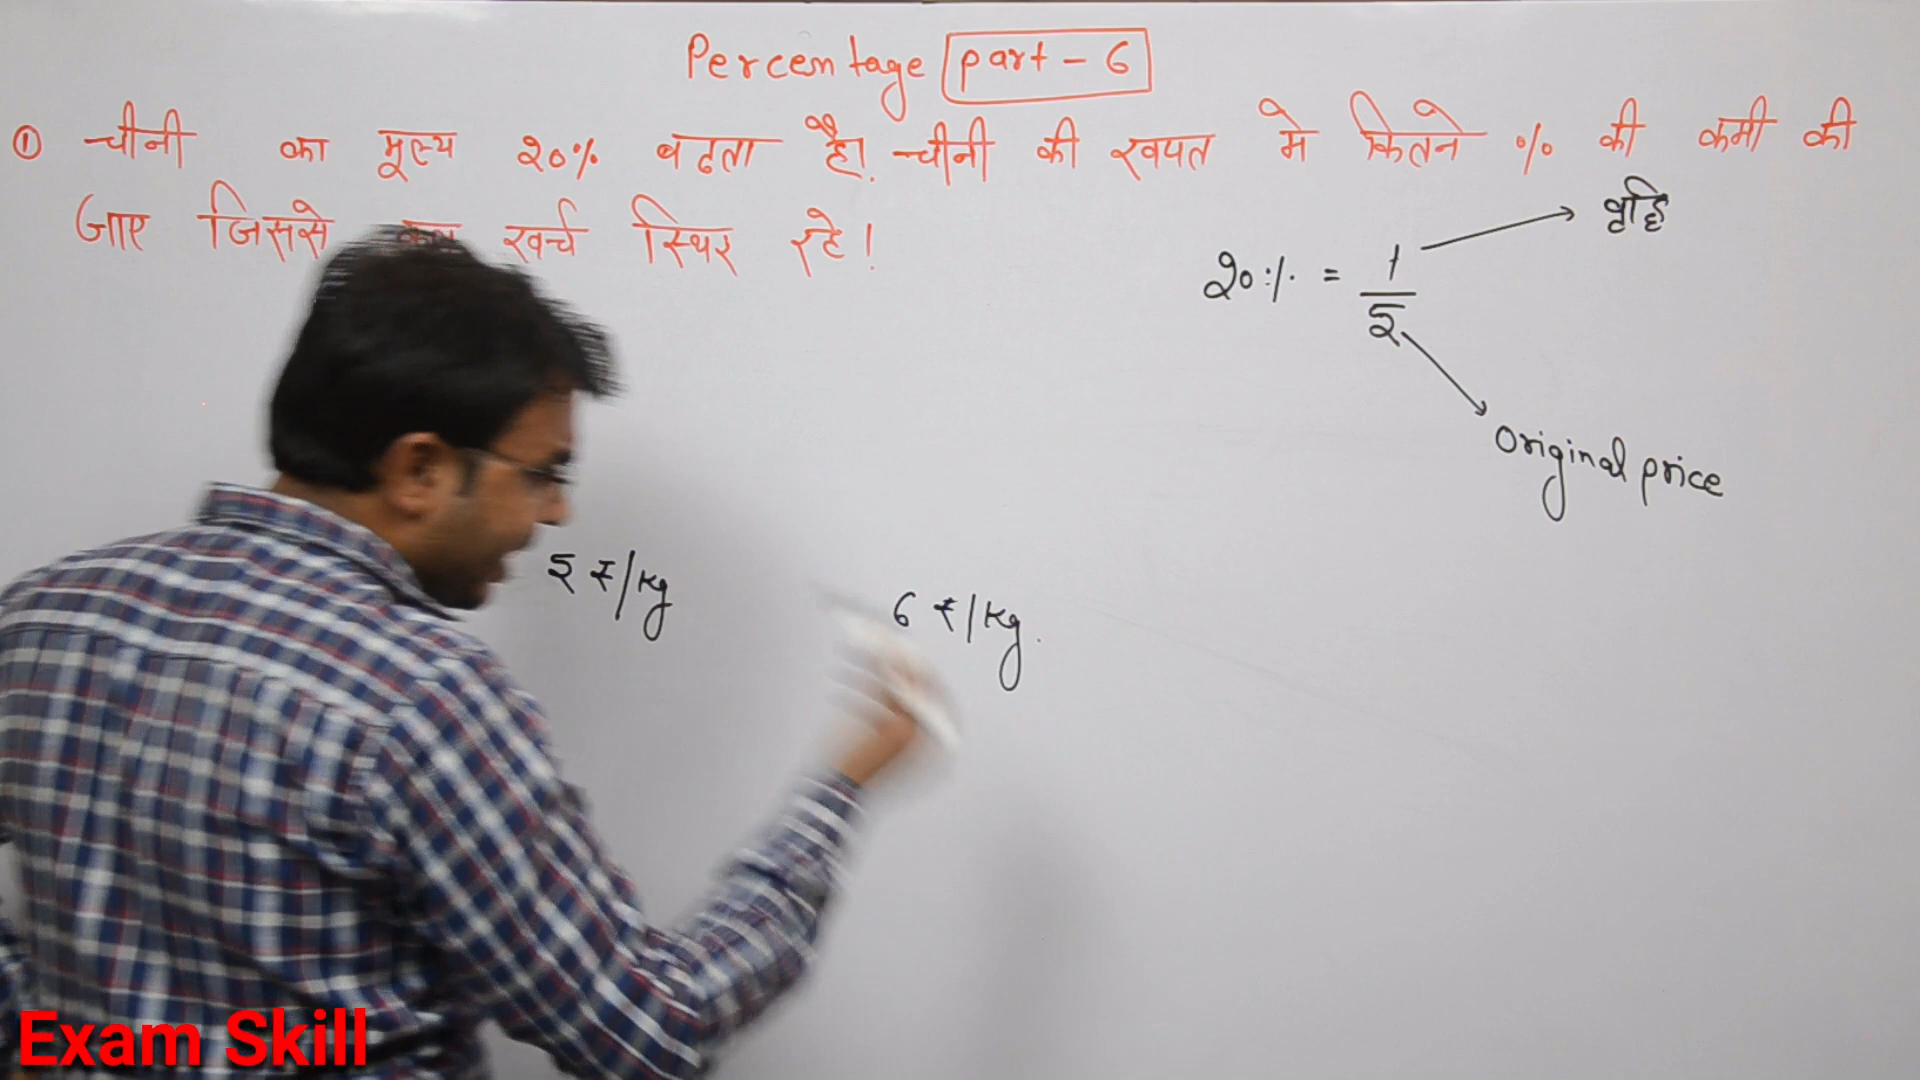 Percentage part - 6
① चीनी का मूल्य 20% बढता है! चीनी की खपत मे कितने % की कमी की
जाए जिससे खर्च स्थिर रहे!
20% = 1/5
वृद्धि
Original price
5 ₹/kg
6 ₹/kg.
Exam Skill